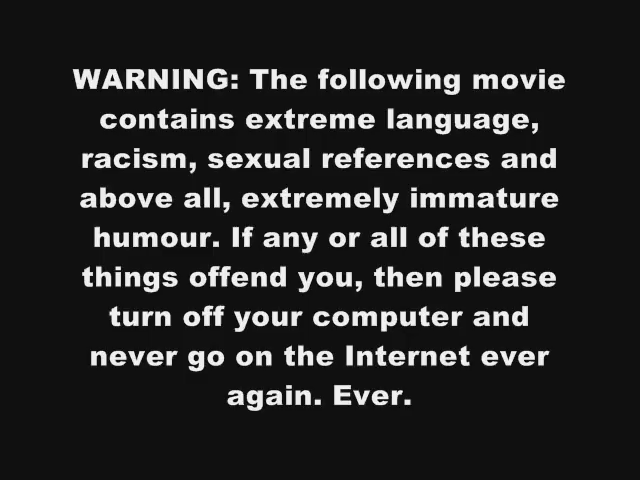 WARNING: The following movie
contains extreme language,
racism, sexual references and
above all, extremely immature
humour. If any or all of these
things offend you, then please
turn off your computer and
never go on the Internet ever
again. Ever.